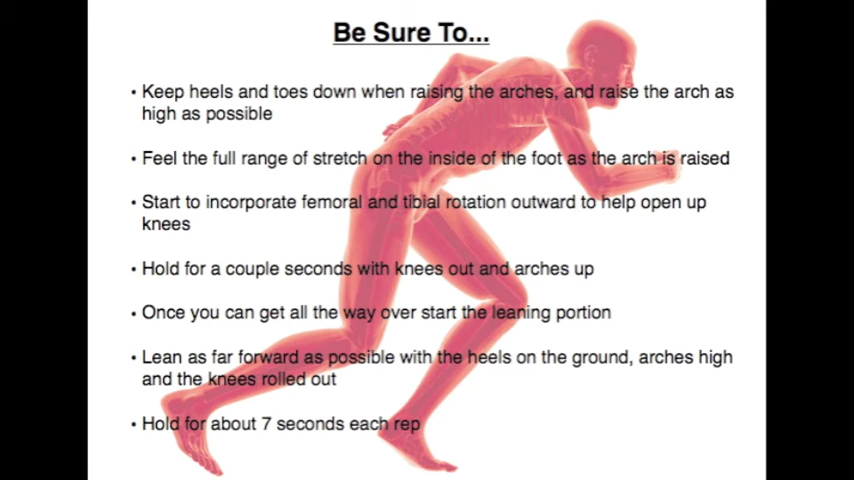 Be Sure To...
• Keep heels and toes down when raising the arches, and raise the arch as
high as possible
• Feel the full range of stretch on the inside of the foot as the arch is raised
• Start to incorporate femoral and tibial rotation outward to help open up
knees
• Hold for a couple seconds with knees out and arches up
• Once you can get all the way over start the leaning portion
• Lean as far forward as possible with the heels on the ground, arches high
and the knees rolled out
• Hold for about 7 seconds each rep